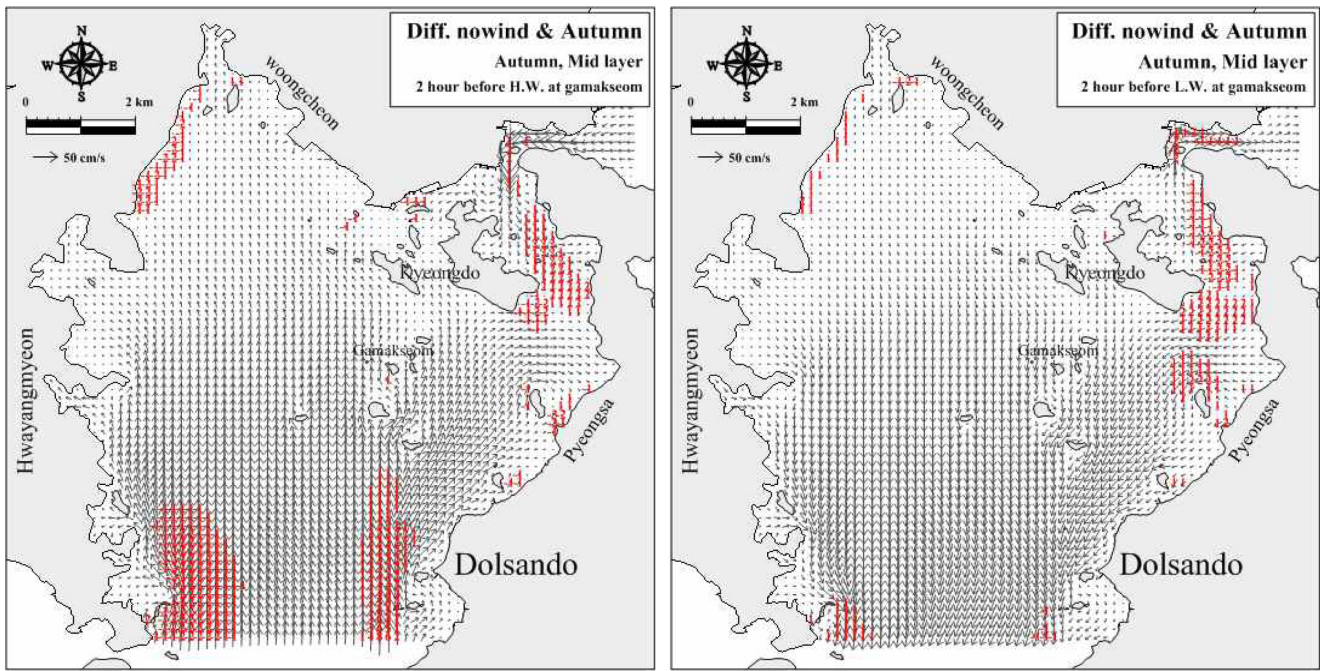 Diff. nowind & Autumn
Autumn, Mid layer
2 hour before H.W. at gamakseom
N
W E
S
0 2 km
50 cm/s
woongcheon
Kyeongdo
Gamakseom
Hwayangmyeon
Pyeongsa
Dolsando
Diff. nowind & Autumn
Autumn, Mid layer
2 hour before L.W. at gamakseom
N
W E
S
0 2 km
50 cm/s
woongcheon
Kyeongdo
Gamakseom
Hwayangmyeon
Pyeongsa
Dolsando